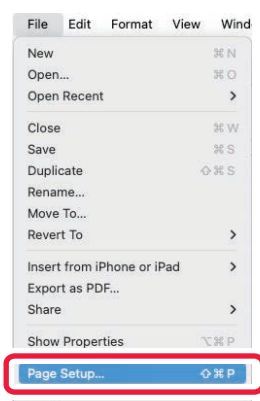 File Edit Format View Wind
New ⌘ N
Open... ⌘ O
Open Recent >
Close ⌘ W
Save ⌘ S
Duplicate ⇧ ⌘ S
Rename...
Move To...
Revert To >
Insert from iPhone or iPad >
Export as PDF...
Share >
Show Properties ⌥ ⌘ P
Page Setup... ⇧ ⌘ P